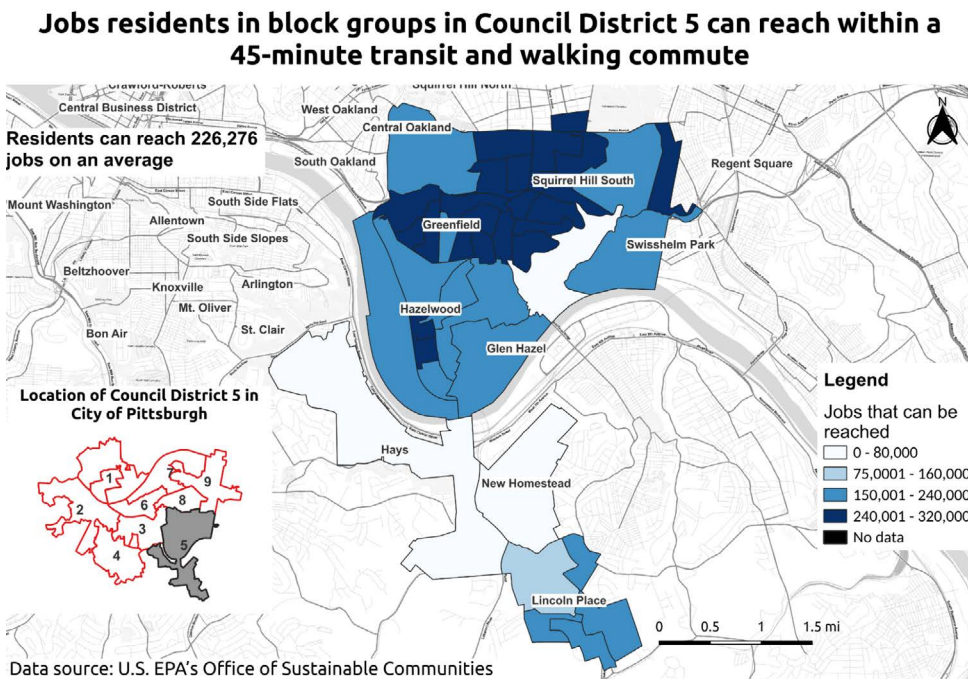 Jobs residents in block groups in Council District 5 can reach within a
45-minute transit and walking commute
Crawford-Roberts
Squirrel Hill North
Central Business District
West Oakland
Central Oakland
Residents can reach 226,276
jobs on an average
South Oakland
Regent Square
Squirrel Hill South
Mount Washington
South Side Flats
Allentown
Greenfield
South Side Slopes
Swisshelm Park
Beltzhoover
Knoxville
Arlington
Mt. Oliver
Hazelwood
Bon Air
St. Clair
Glen Hazel
Location of Council District 5 in
City of Pittsburgh
1
7
9
2
6
8
3
5
4
Hays
New Homestead
Lincoln Place
Legend
Jobs that can be
reached
0 - 80,000
75,0001 - 160,000
150,001 - 240,000
240,001 - 320,000
No data
N
0 0.5 1 1.5 mi
Data source: U.S. EPA's Office of Sustainable Communities